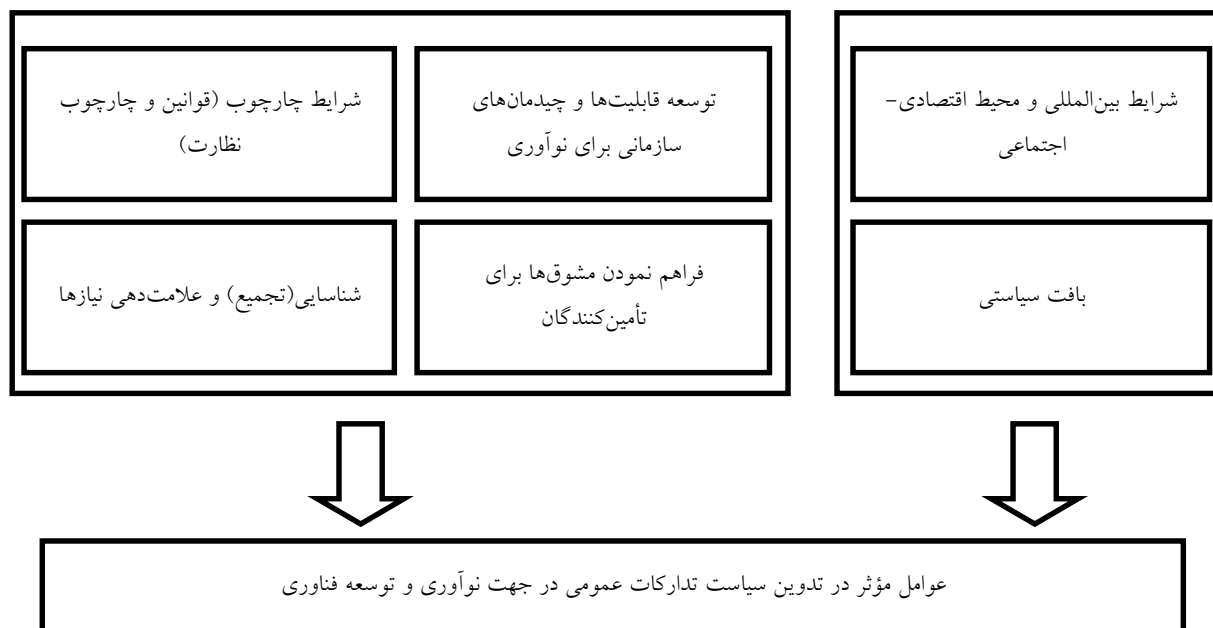 شرایط بین‌المللی و محیط اقتصادی-
اجتماعی
توسعه قابلیت‌ها و چیدمان‌های
سازمانی برای نوآوری
شرایط چارچوب (قوانین و چارچوب
نظارت)
بافت سیاستی
فراهم نمودن مشوق‌ها برای
تأمین‌کنندگان
شناسایی(تجمیع) و علامت‌دهی نیازها
عوامل مؤثر در تدوین سیاست تدارکات عمومی در جهت نوآوری و توسعه فناوری